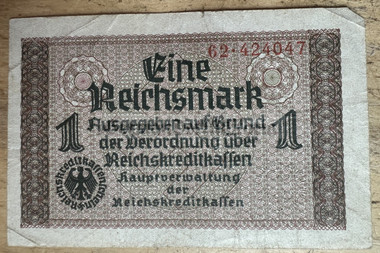 62·424047
Eine
Reichsmark
1 Ausgegeben auf Grund 1
der Verordnung über
Reichskreditkassen
Hauptverwaltung
der
Reichskreditkassen